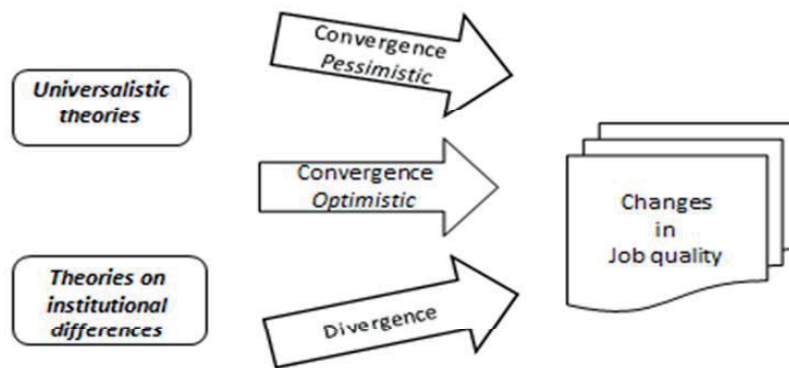 Universalistic
theories
Theories on
institutional
differences
Convergence
Pessimistic
Convergence
Optimistic
Divergence
Changes
in
Job quality